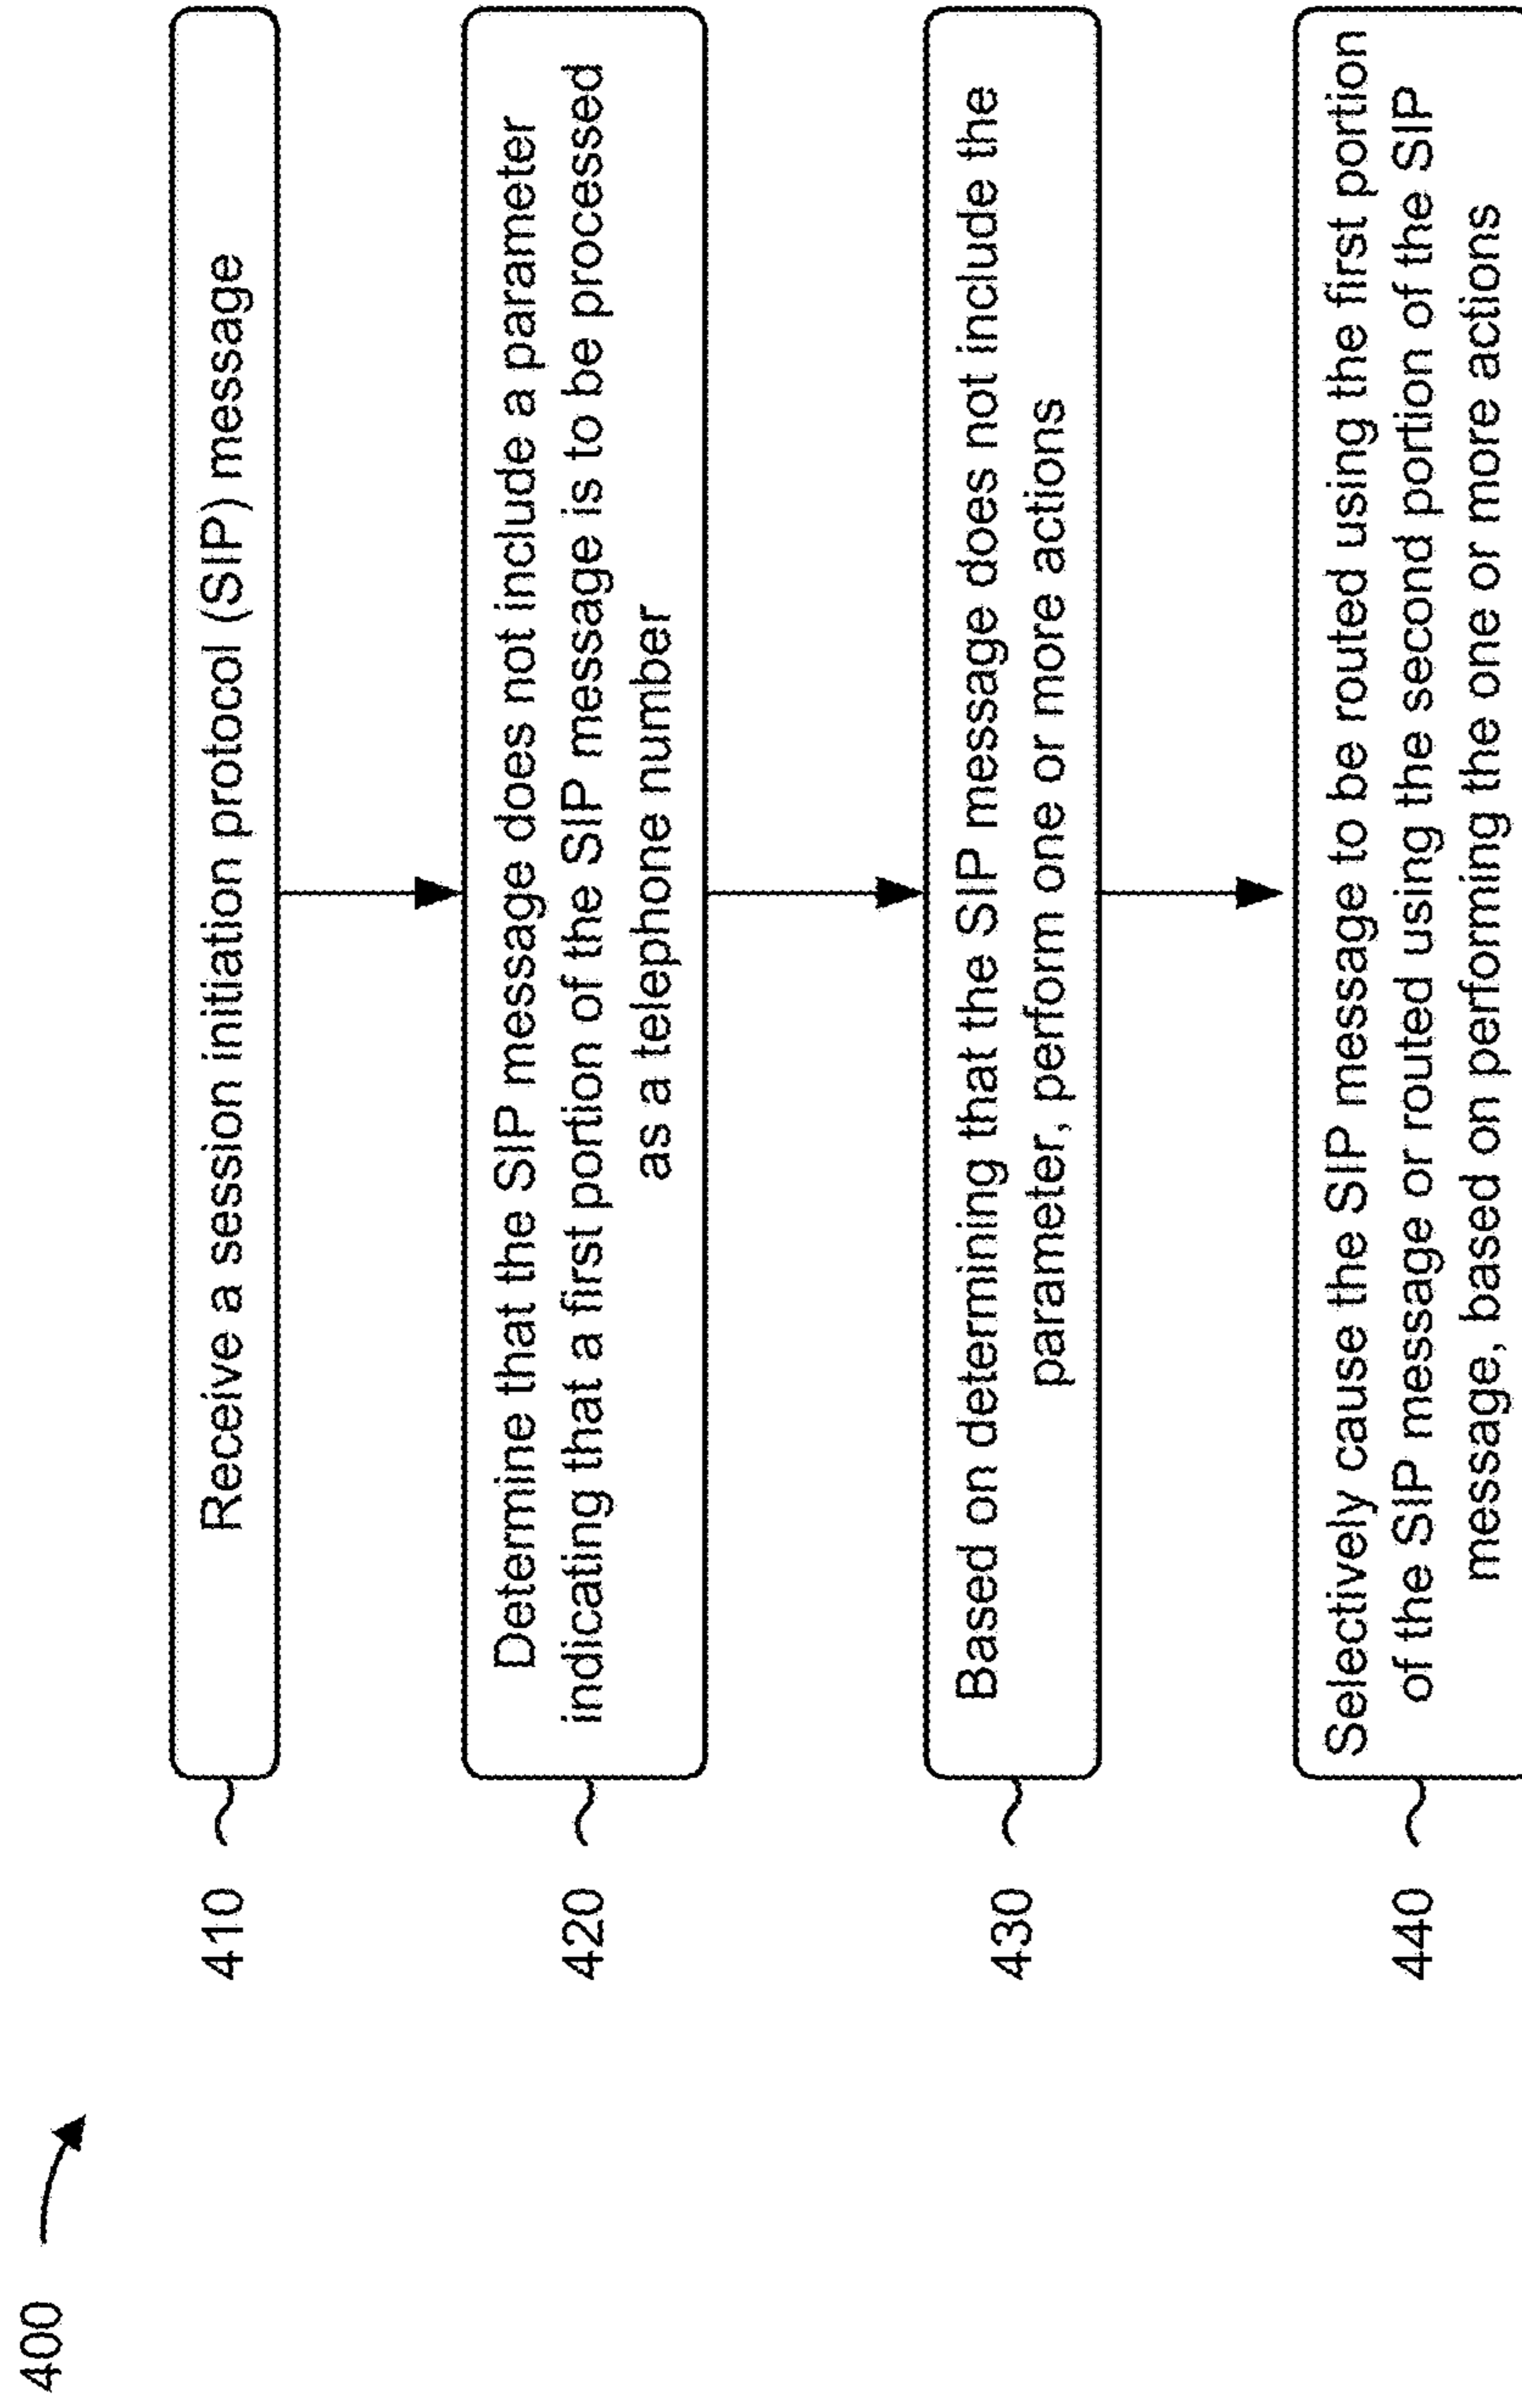 400
410
Receive a session initiation protocol (SIP) message
420
Determine that the SIP message does not include a parameter
indicating that a first portion of the SIP message is to be processed
as a telephone number
430
Based on determining that the SIP message does not include the
parameter, perform one or more actions
440
Selectively cause the SIP message to be routed using the first portion
of the SIP message or routed using the second portion of the SIP
message, based on performing the one or more actions